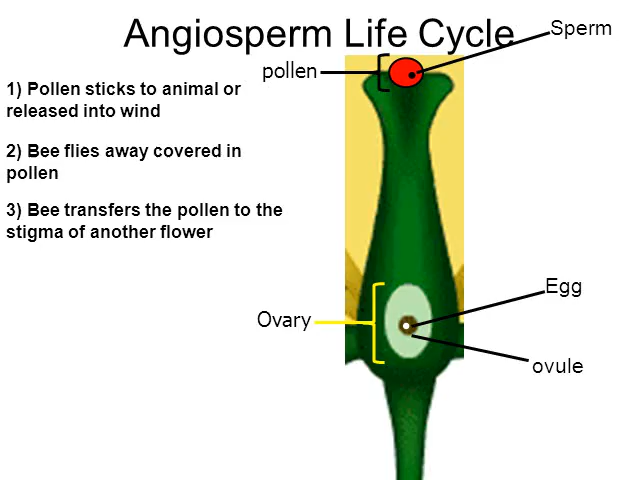 Angiosperm Life Cycle
Sperm
pollen
1) Pollen sticks to animal or
released into wind
2) Bee flies away covered in
pollen
3) Bee transfers the pollen to the
stigma of another flower
Egg
Ovary
ovule